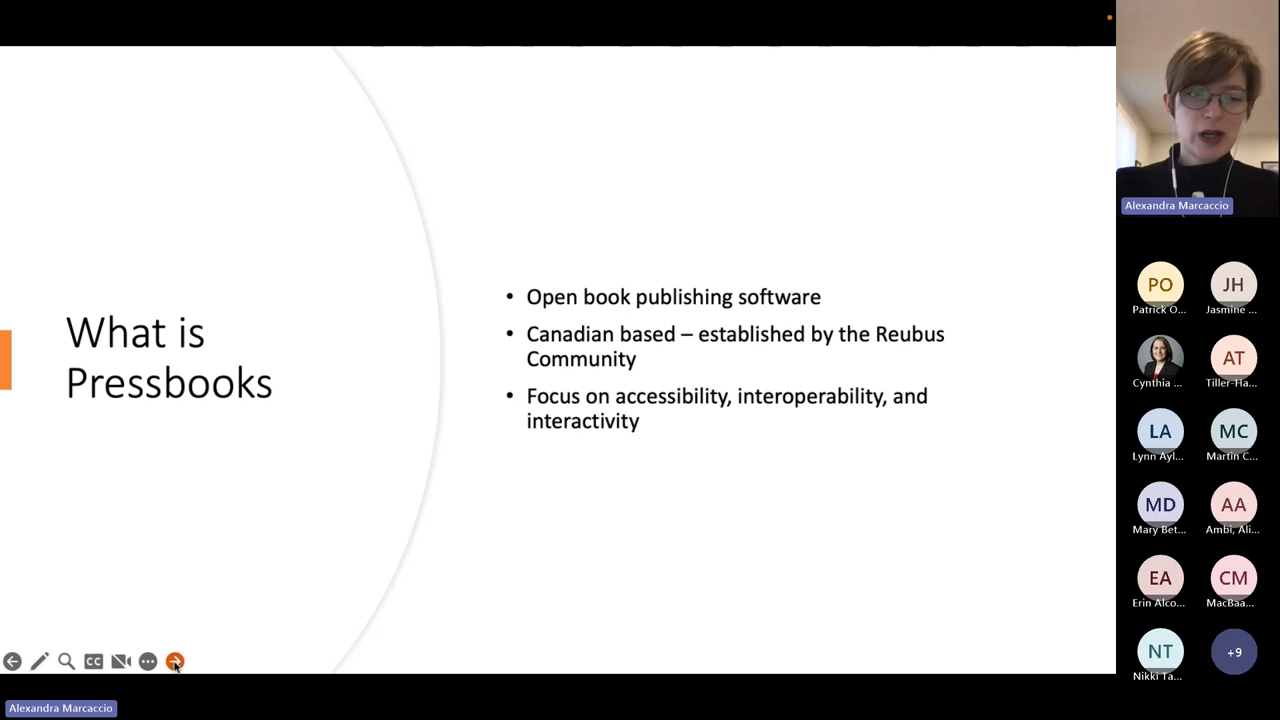 What is
Pressbooks
• Open book publishing software
• Canadian based – established by the Reubus
Community
• Focus on accessibility, interoperability, and
interactivity
CC
Alexandra Marcaccio
Alexandra Marcaccio
PO
Patrick O...
JH
Jasmine ...
Cynthia ...
AT
Tiller-Ha...
LA
Lynn Ayl...
MC
Martin C...
MD
Mary Bet...
AA
Ambi, Ali...
EA
Erin Alco...
CM
MacBaa...
NT
Nikki Ta...
+9